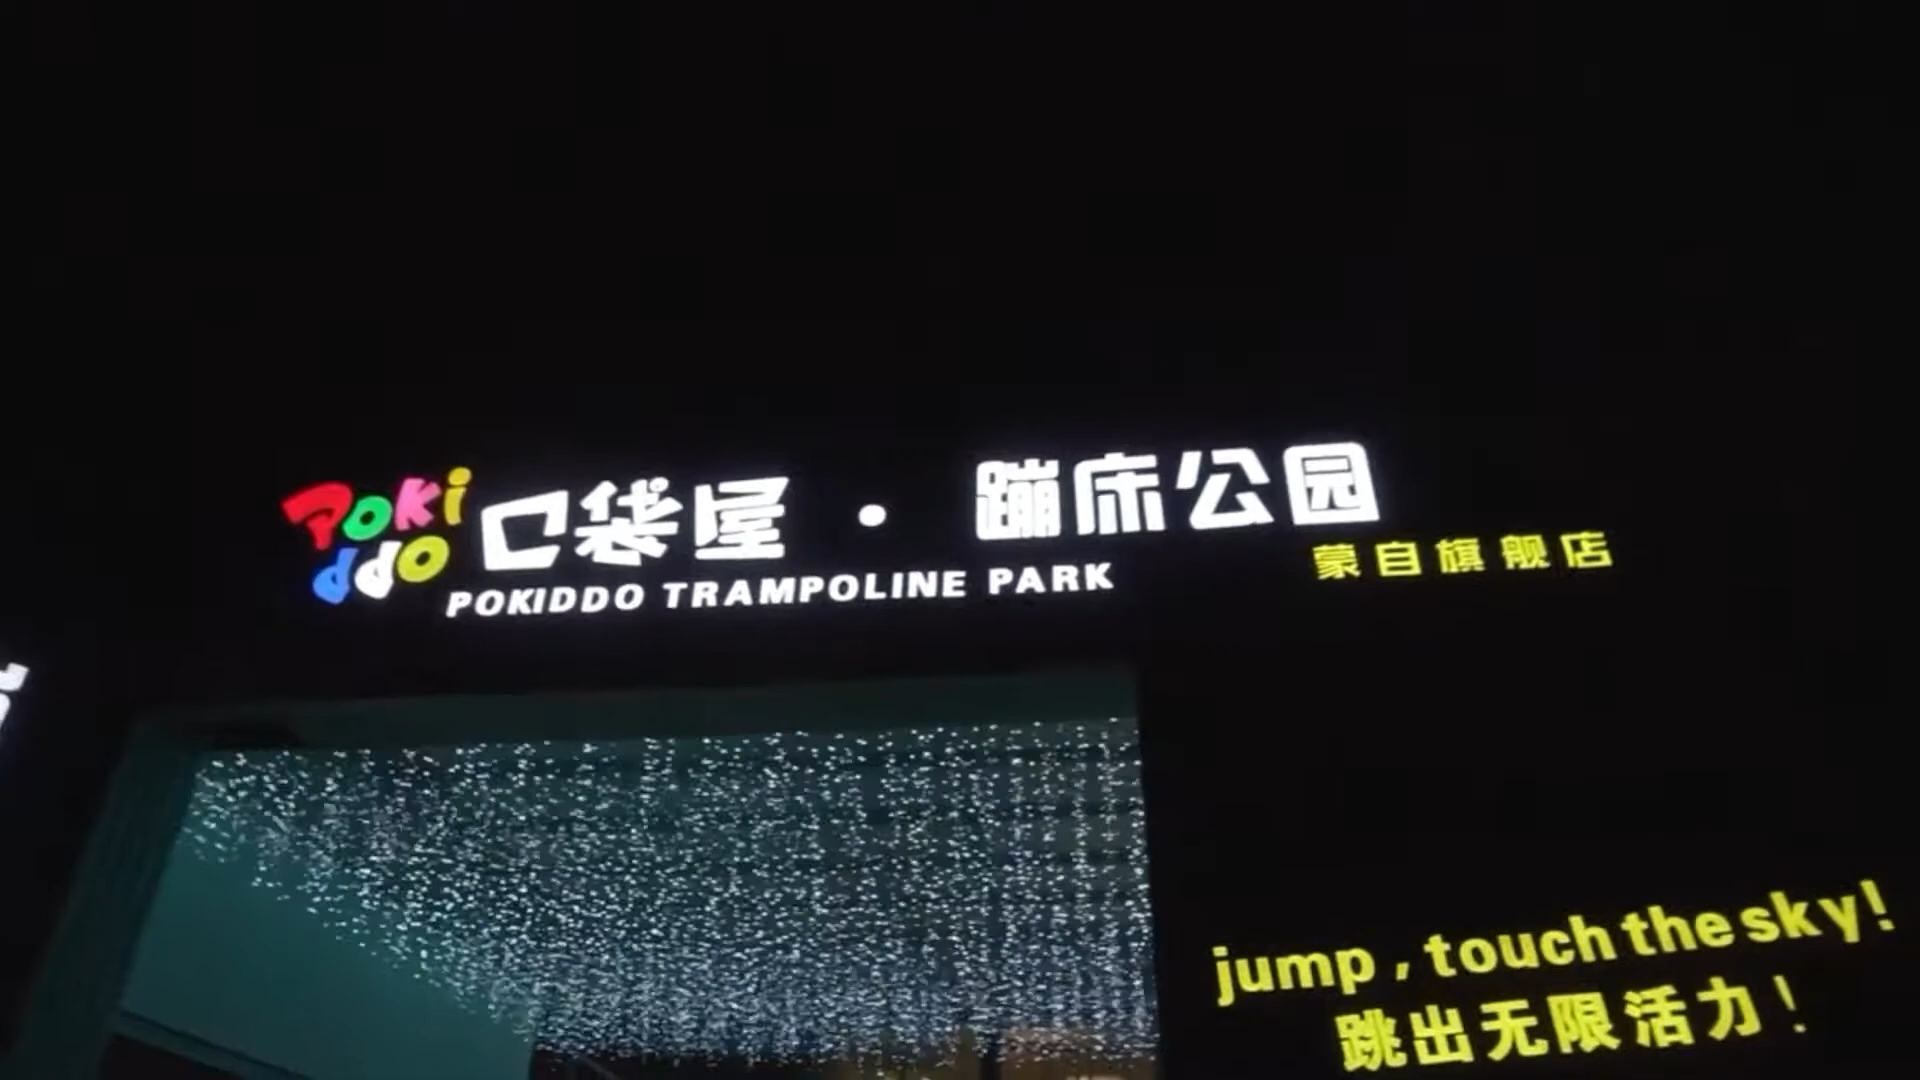 Poki
ddo
口袋屋 · 蹦床公园
POKIDDO TRAMPOLINE PARK
蒙自旗舰店
jump, touch the sky!
跳出无限活力!